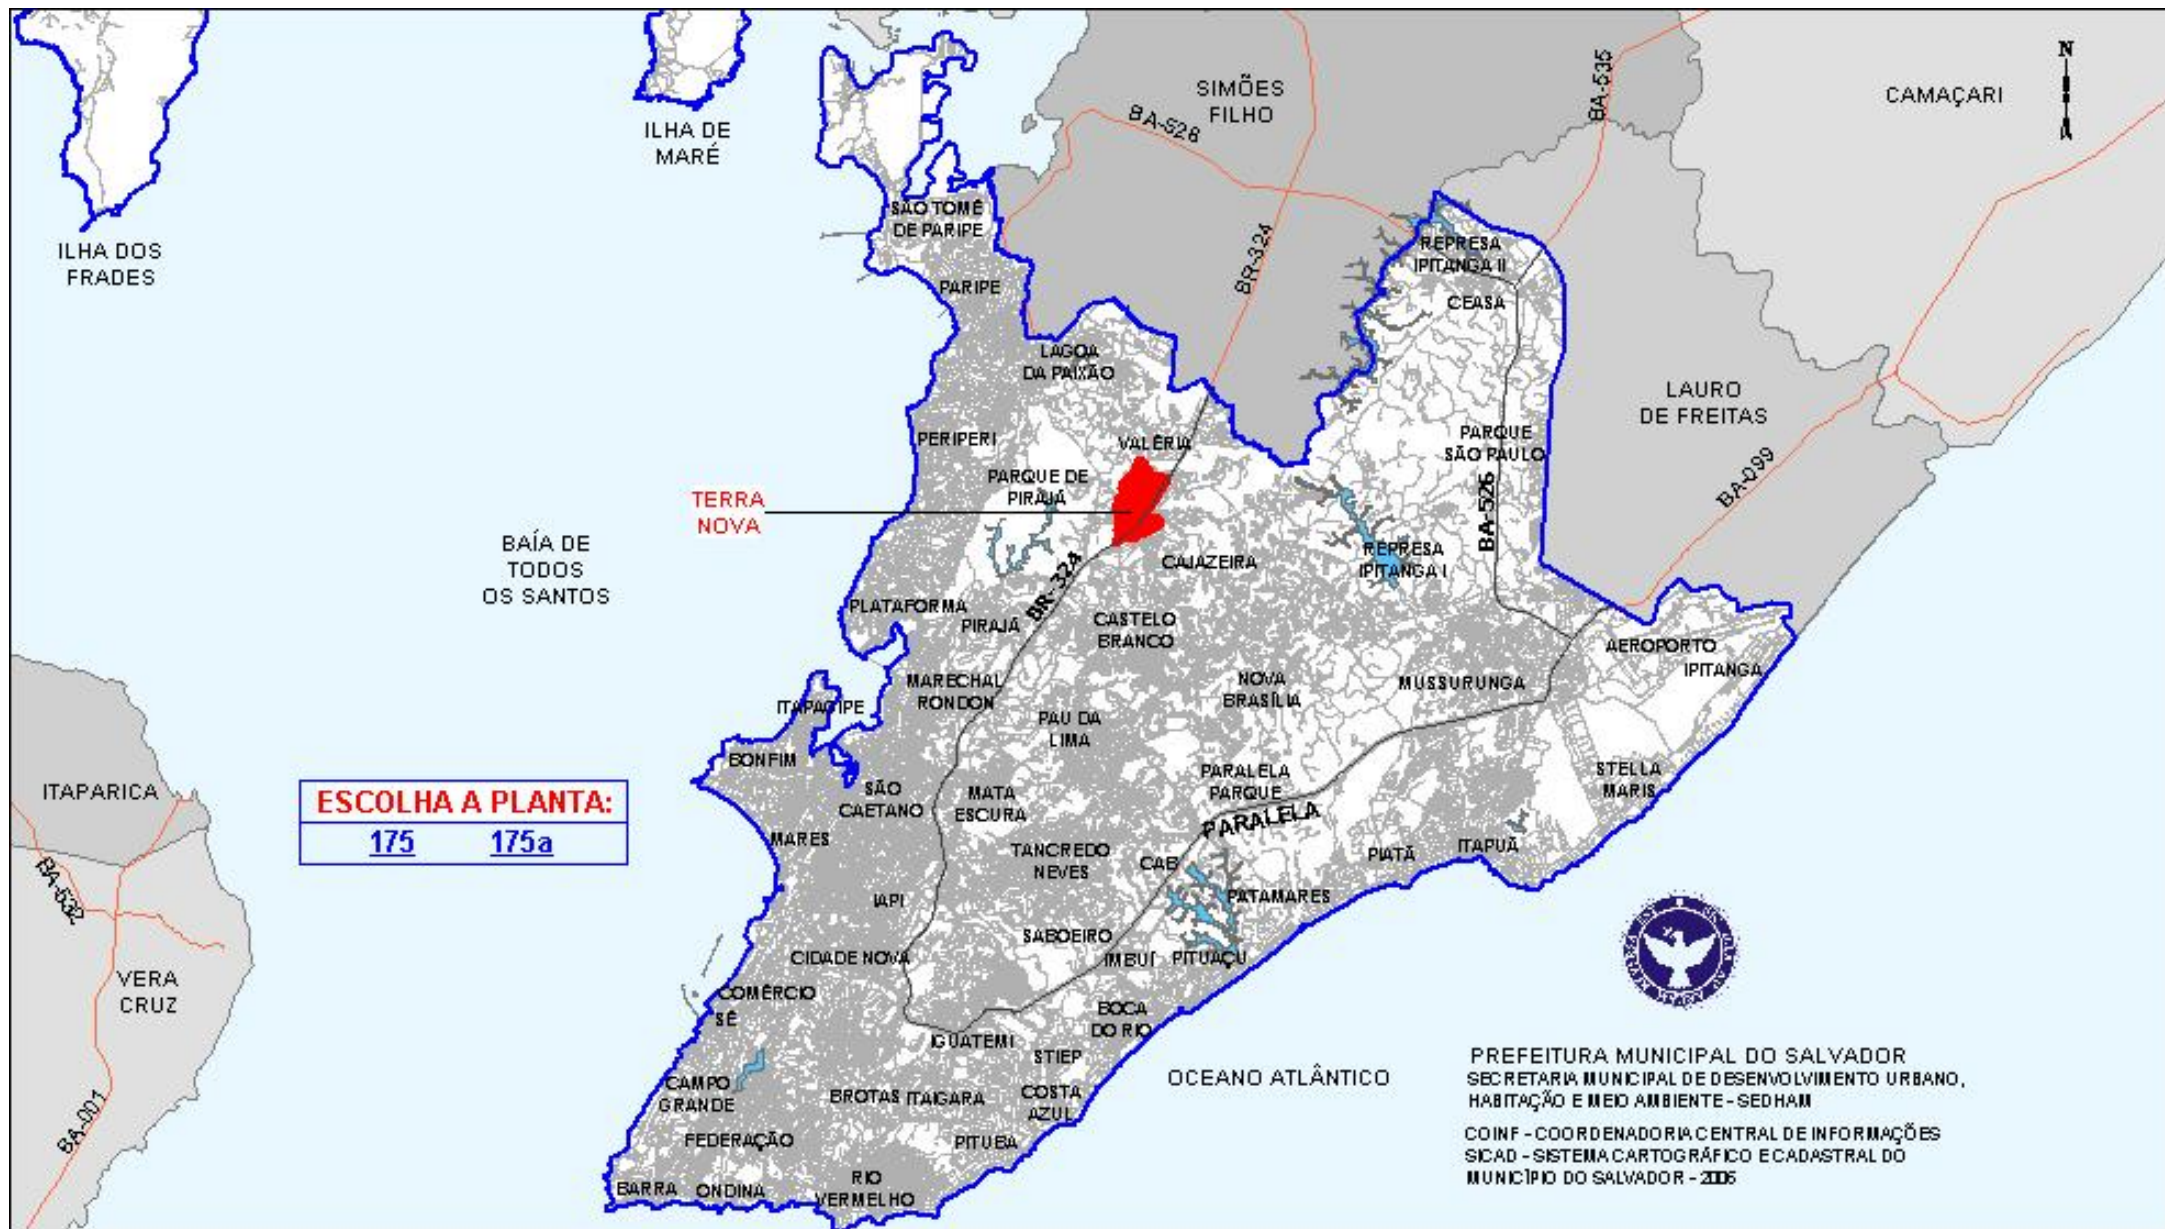 N
SIMÕES
FILHO
CAMAÇARI
BA-535
BA-526
ILHA DE
MARÉ
SÃO TOMÉ
DE PARIPE
ILHA DOS
FRADES
BR-324
REPRESA
IPITANGA II
PARIPE
CEASA
LAGOA
DA PAIXÃO
LAURO
DE FREITAS
PERIPERI
VALÉRIA
PARQUE
SÃO PAULO
PARQUE DE
PIRAJÁ
BA-099
TERRA
NOVA
BA-526
BAÍA DE
TODOS
OS SANTOS
REPRESA
IPITANGA I
CAJAZEIRA
BR-324
PLATAFORMA
PIRAJÁ
CASTELO
BRANCO
AEROPORTO
IPITANGA
MARECHAL
RONDON
NOVA
BRASÍLIA
MUSSURUNGA
ITAPAGIPE
PAU DA
LIMA
BONFIM
PARALELA
PARQUE
STELLA
MARIS
ITAPARICA
SÃO
CAETANO
MATA
ESCURA
ESCOLHA A PLANTA:
175 175a
PARALELA
MARES
TANCREDO
NEVES
CAB
PIATÃ
ITAPUÃ
BA-532
IAPI
PATAMARES
SABOEIRO
CIDADE NOVA
IMBUÍ
PITUAÇU
VERA
CRUZ
COMÉRCIO
SÉ
BOCA
DO RIO
IGUATEMI
STIEP
OCEANO ATLÂNTICO
CAMPO
GRANDE
BROTAS
ITAIGARA
COSTA
AZUL
BA-001
FEDERAÇÃO
PITUBA
BARRA
ONDINA
RIO
VERMELHO
PREFEITURA MUNICIPAL DO SALVADOR
SECRETARIA MUNICIPAL DE DESENVOLVIMENTO URBANO,
HABITAÇÃO E MEIO AMBIENTE - SEDHAM
COINF - COORDENADORIA CENTRAL DE INFORMAÇÕES
SICAD - SISTEMA CARTOGRÁFICO E CADASTRAL DO
MUNICÍPIO DO SALVADOR - 2006